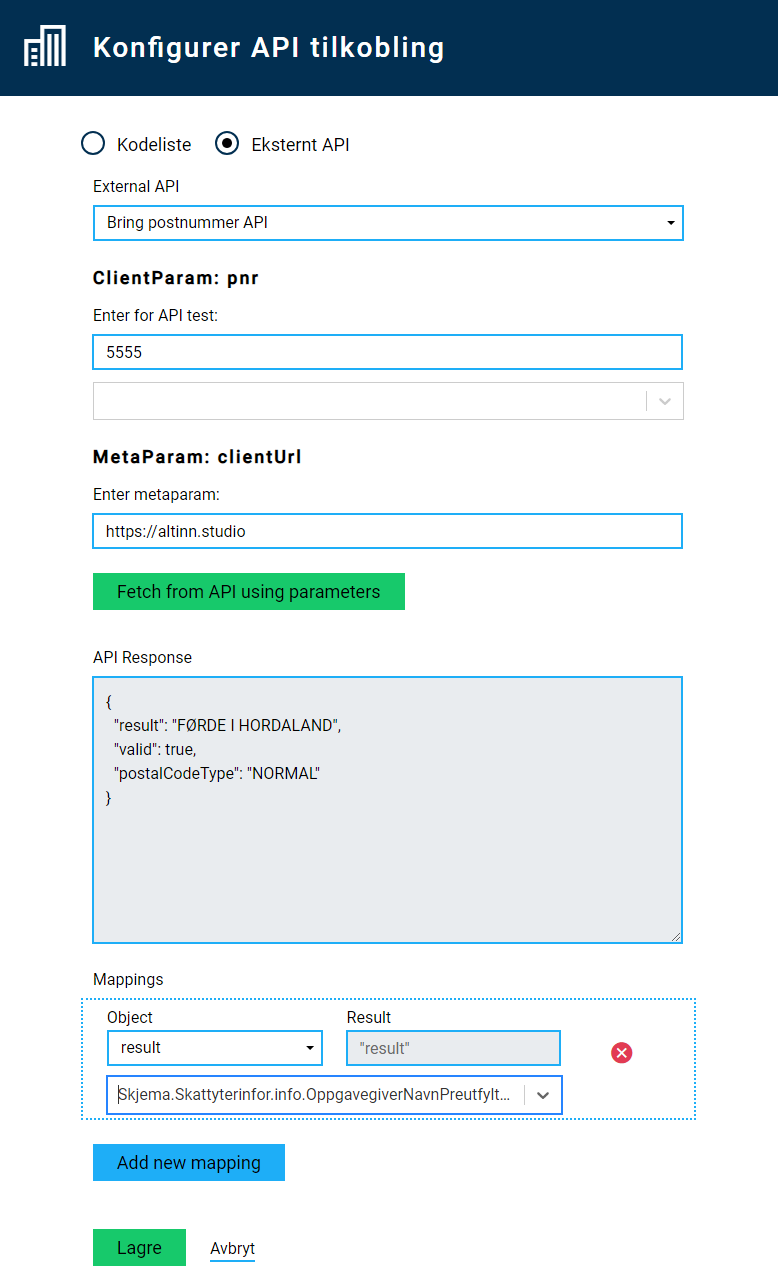 Konfigurer API tilkobling
Kodeliste Eksternt API
External API
Bring postnummer API
ClientParam: pnr
Enter for API test:
5555
MetaParam: clientUrl
Enter metaparam:
https://altinn.studio
Fetch from API using parameters
API Response
{
"result": "FØRDE I HORDALAND",
"valid": true,
"postalCodeType": "NORMAL"
}
Mappings
Object Result
result "result"
Skjema.Skattyterinfor.info.OppgavegiverNavnPreutfylt...
Add new mapping
Lagre Avbryt